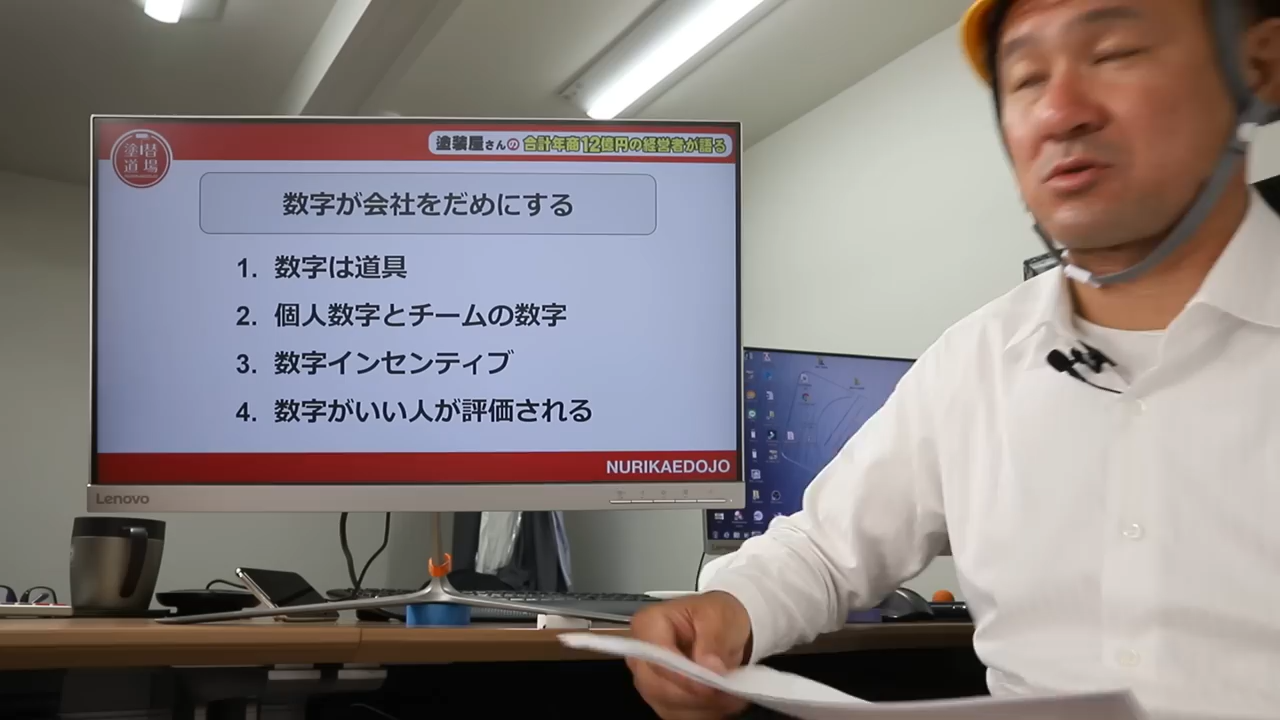 塗替
道場
塗装屋さんの合計年商12億円の経営者が語る
数字が会社をだめにする
1. 数字は道具
2. 個人数字とチームの数字
3. 数字インセンティブ
4. 数字がいい人が評価される
NURIKAEDOJO
Lenovo